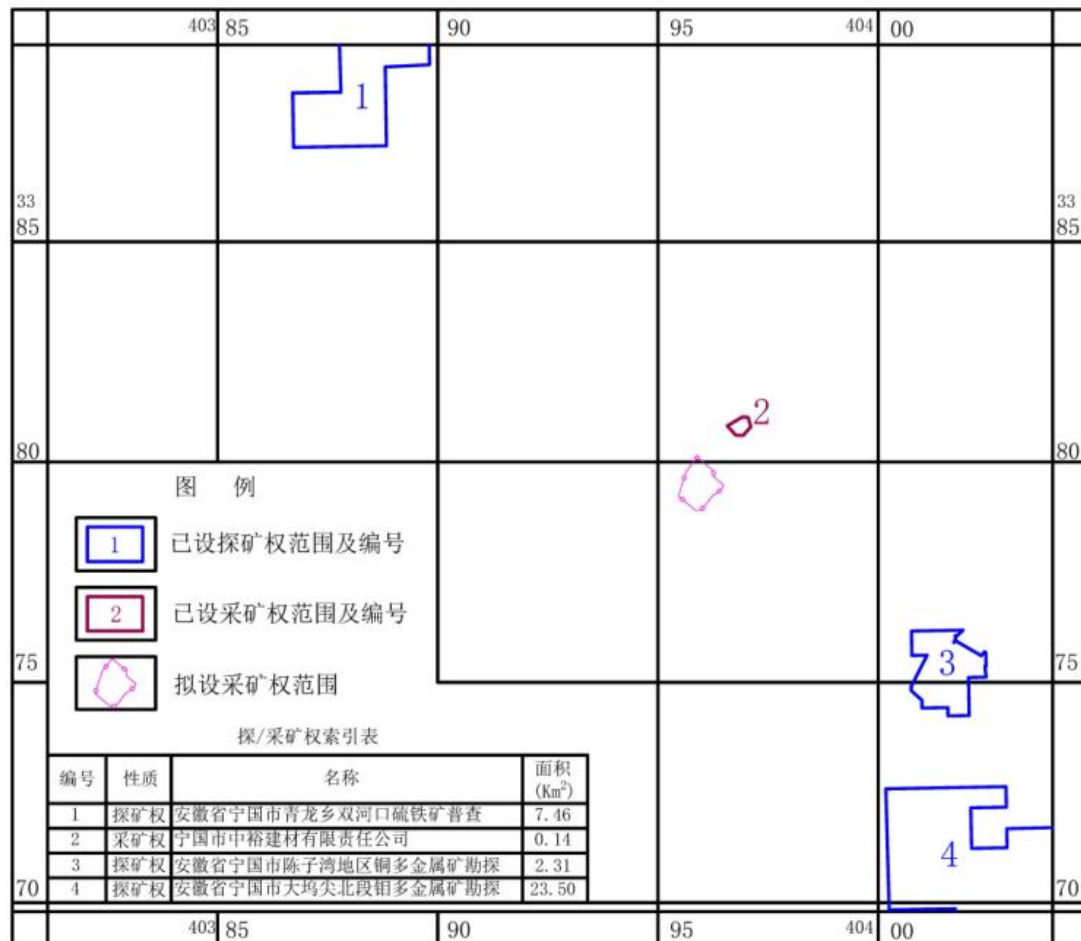 403 85 90 95 404 00
1
33 33
85 85
2
80 80
图 例
1 已设探矿权范围及编号
2 已设采矿权范围及编号
75 3 75
拟设采矿权范围
探/采矿权索引表
编号 性质 名称 面积(Km²)
1 探矿权 安徽省宁国市青龙乡双河口硫铁矿普查 7.46
2 采矿权 宁国市中裕建材有限责任公司 0.14
3 探矿权 安徽省宁国市陈子湾地区铜多金属矿勘探 2.31
4 探矿权 安徽省宁国市大坞尖北段钼多金属矿勘探 23.50
4
70 70
403 85 90 95 404 00